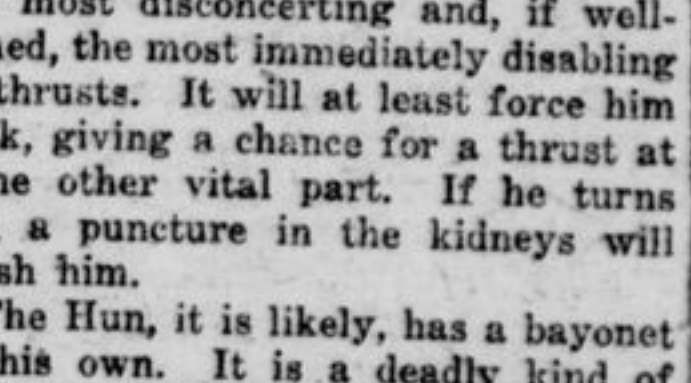 most disconcerting and, if well-
ed, the most immediately disabling
thrusts. It will at least force him
k, giving a chance for a thrust at
ne other vital part. If he turns
a puncture in the kidneys will
sh him.
The Hun, it is likely, has a bayonet
his own. It is a deadly kind of